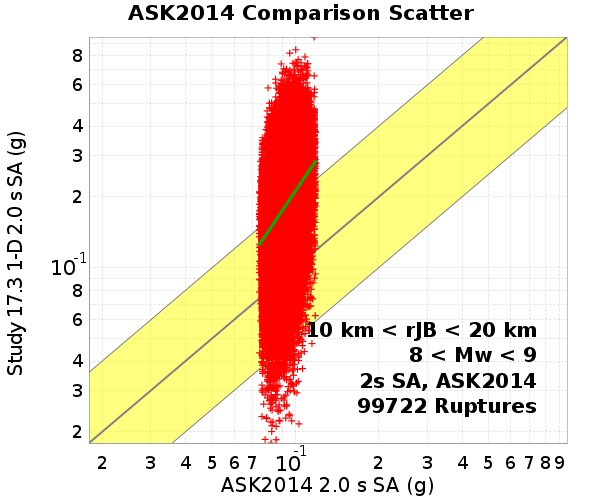 ASK2014 Comparison Scatter
Study 17.3 1-D 2.0 s SA (g)
8
6
4
3
2
10⁻¹
8
6
4
3
2
10 km < rJB < 20 km
8 < Mw < 9
2s SA, ASK2014
99722 Ruptures
2 3 4 5 6 7 10⁻¹ 2 3 4 5 6 7 8 9
ASK2014 2.0 s SA (g)